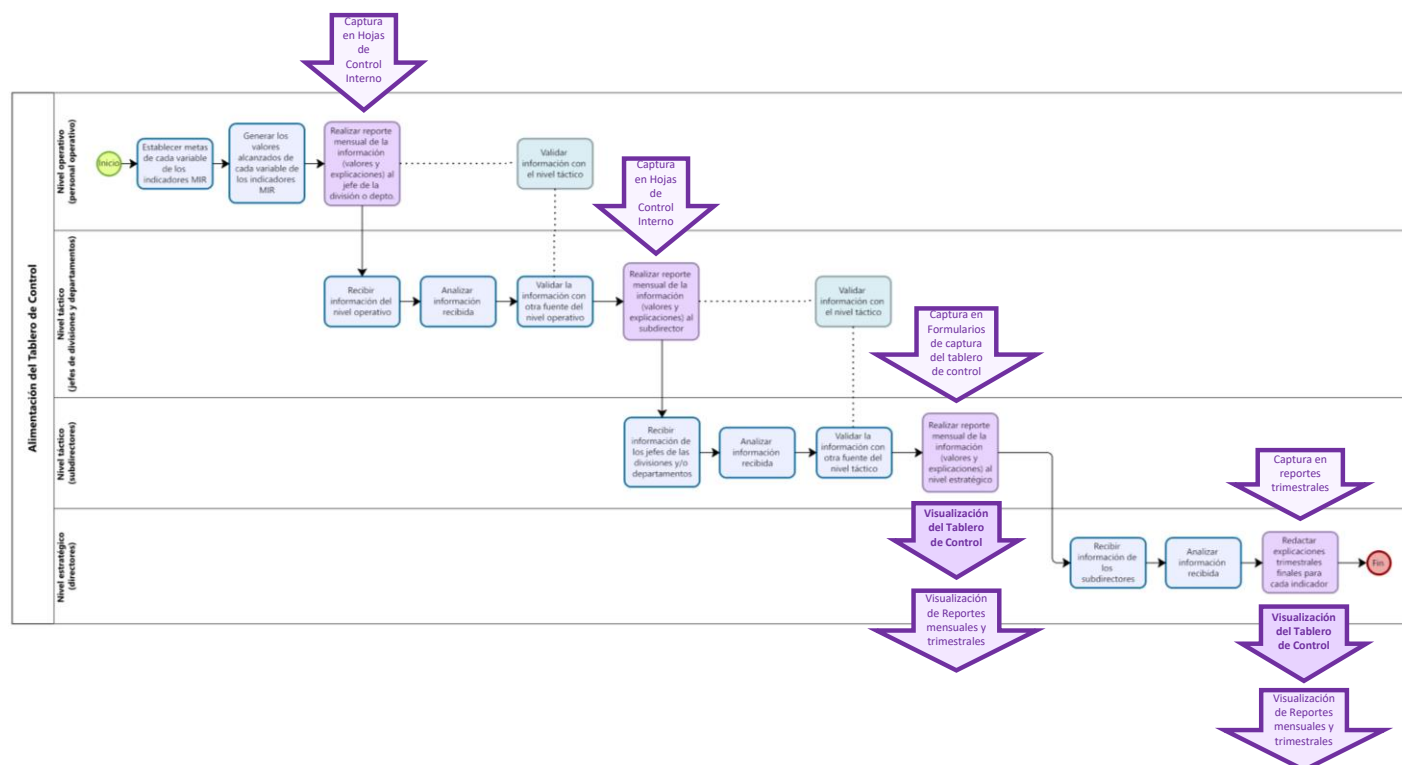 Captura
en Hojas
de
Control
Interno
Alimentación del Tablero de Control
Nivel operativo
(personal operativo)
Inicio
Establecer metas
de cada variable
de los
indicadores MIR
Generar los
valores
alcanzados de
cada variable de
los indicadores
MIR
Realizar reporte
mensual de la
información
(valores y
explicaciones) al
jefe de la
división o depto.
Validar
información con
el nivel táctico
Captura
en Hojas
de
Control
Interno
Nivel táctico
(jefes de divisiones y departamentos)
Recibir
información del
nivel operativo
Analizar
información
recibida
Validar la
información con
otra fuente del
nivel operativo
Realizar reporte
mensual de la
información
(valores y
explicaciones) al
subdirector
Validar
información con
el nivel táctico
Captura en
Formularios
de captura
del tablero
de control
Nivel táctico
(subdirectores)
Recibir
información de
los jefes de las
divisiones y/o
departamentos
Analizar
información
recibida
Validar la
información con
otra fuente del
nivel táctico
Realizar reporte
mensual de la
información
(valores y
explicaciones) al
nivel estratégico
Captura en
reportes
trimestrales
Nivel estratégico
(directores)
Visualización
del Tablero
de Control
Visualización
de Reportes
mensuales y
trimestrales
Recibir
información de
los
subdirectores
Analizar
información
recibida
Redactar
explicaciones
trimestrales
finales para
cada indicador
Fin
Visualización
del Tablero
de Control
Visualización
de Reportes
mensuales y
trimestrales